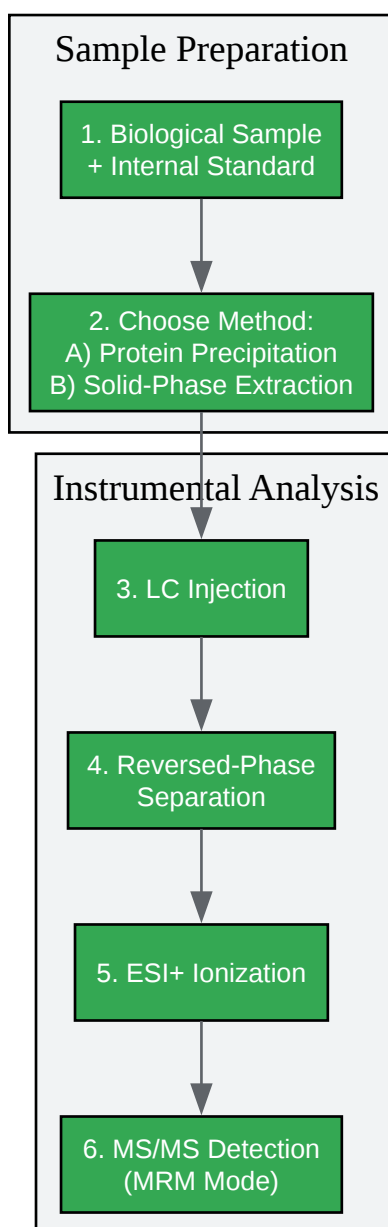 Sample Preparation
1. Biological Sample
+ Internal Standard
2. Choose Method:
A) Protein Precipitation
B) Solid-Phase Extraction
Instrumental Analysis
3. LC Injection
4. Reversed-Phase
Separation
5. ESI+ Ionization
6. MS/MS Detection
(MRM Mode)